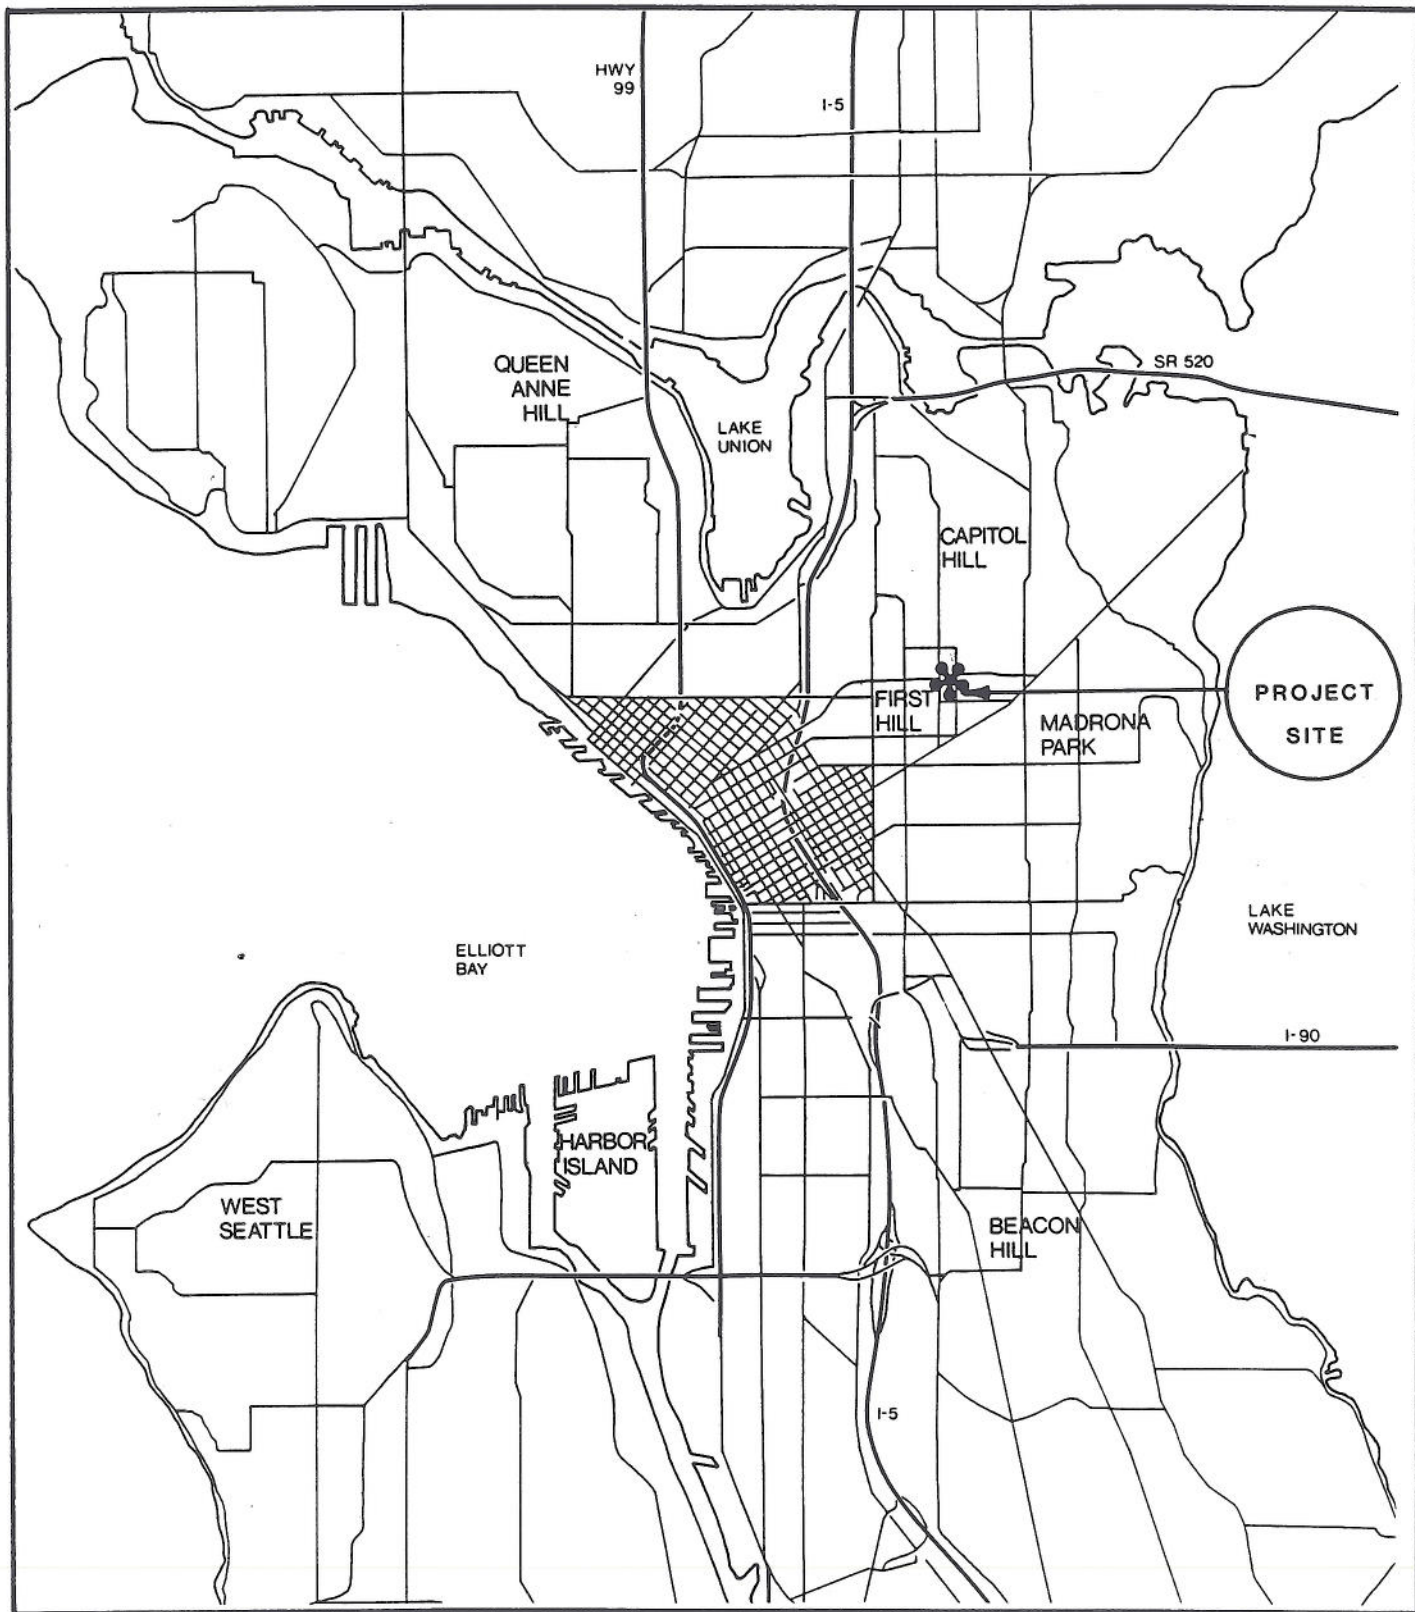 HWY
99
I-5
QUEEN
ANNE
HILL
SR 520
LAKE
UNION
CAPITOL
HILL
FIRST
HILL
PROJECT
SITE
MADRONA
PARK
LAKE
WASHINGTON
ELLIOTT
BAY
I-90
HARBOR
ISLAND
WEST
SEATTLE
BEACON
HILL
I-5